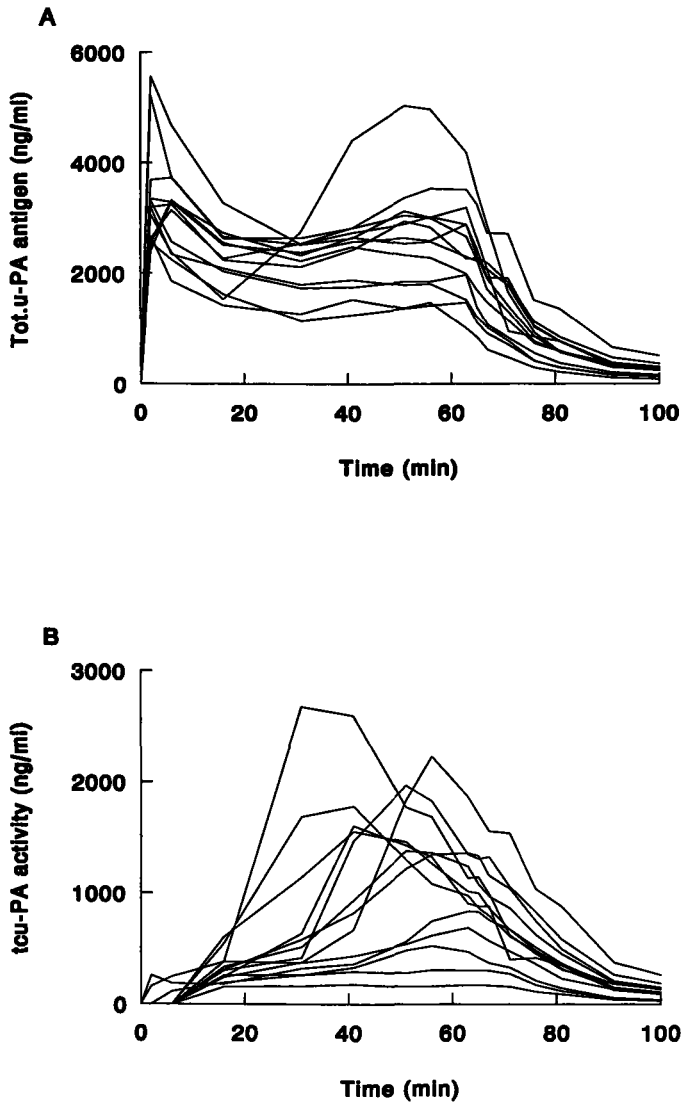 A
6000
4000
2000
0
Tot.u-PA antigen (ng/ml)
0 20 40 60 80 100
Time (min)
B
3000
2000
1000
0
tcu-PA activity (ng/ml)
0 20 40 60 80 100
Time (min)